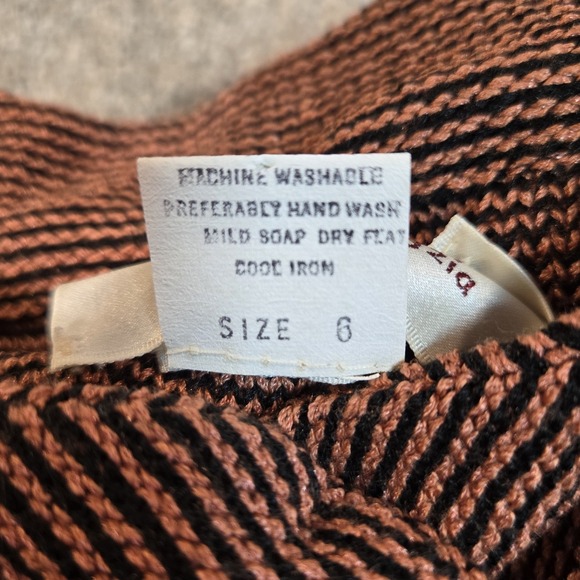 MACHINE WASHABLE
PREFERABLY HAND WASH
MILD SOAP DRY FLAT
COOL IRON
SIZE 6